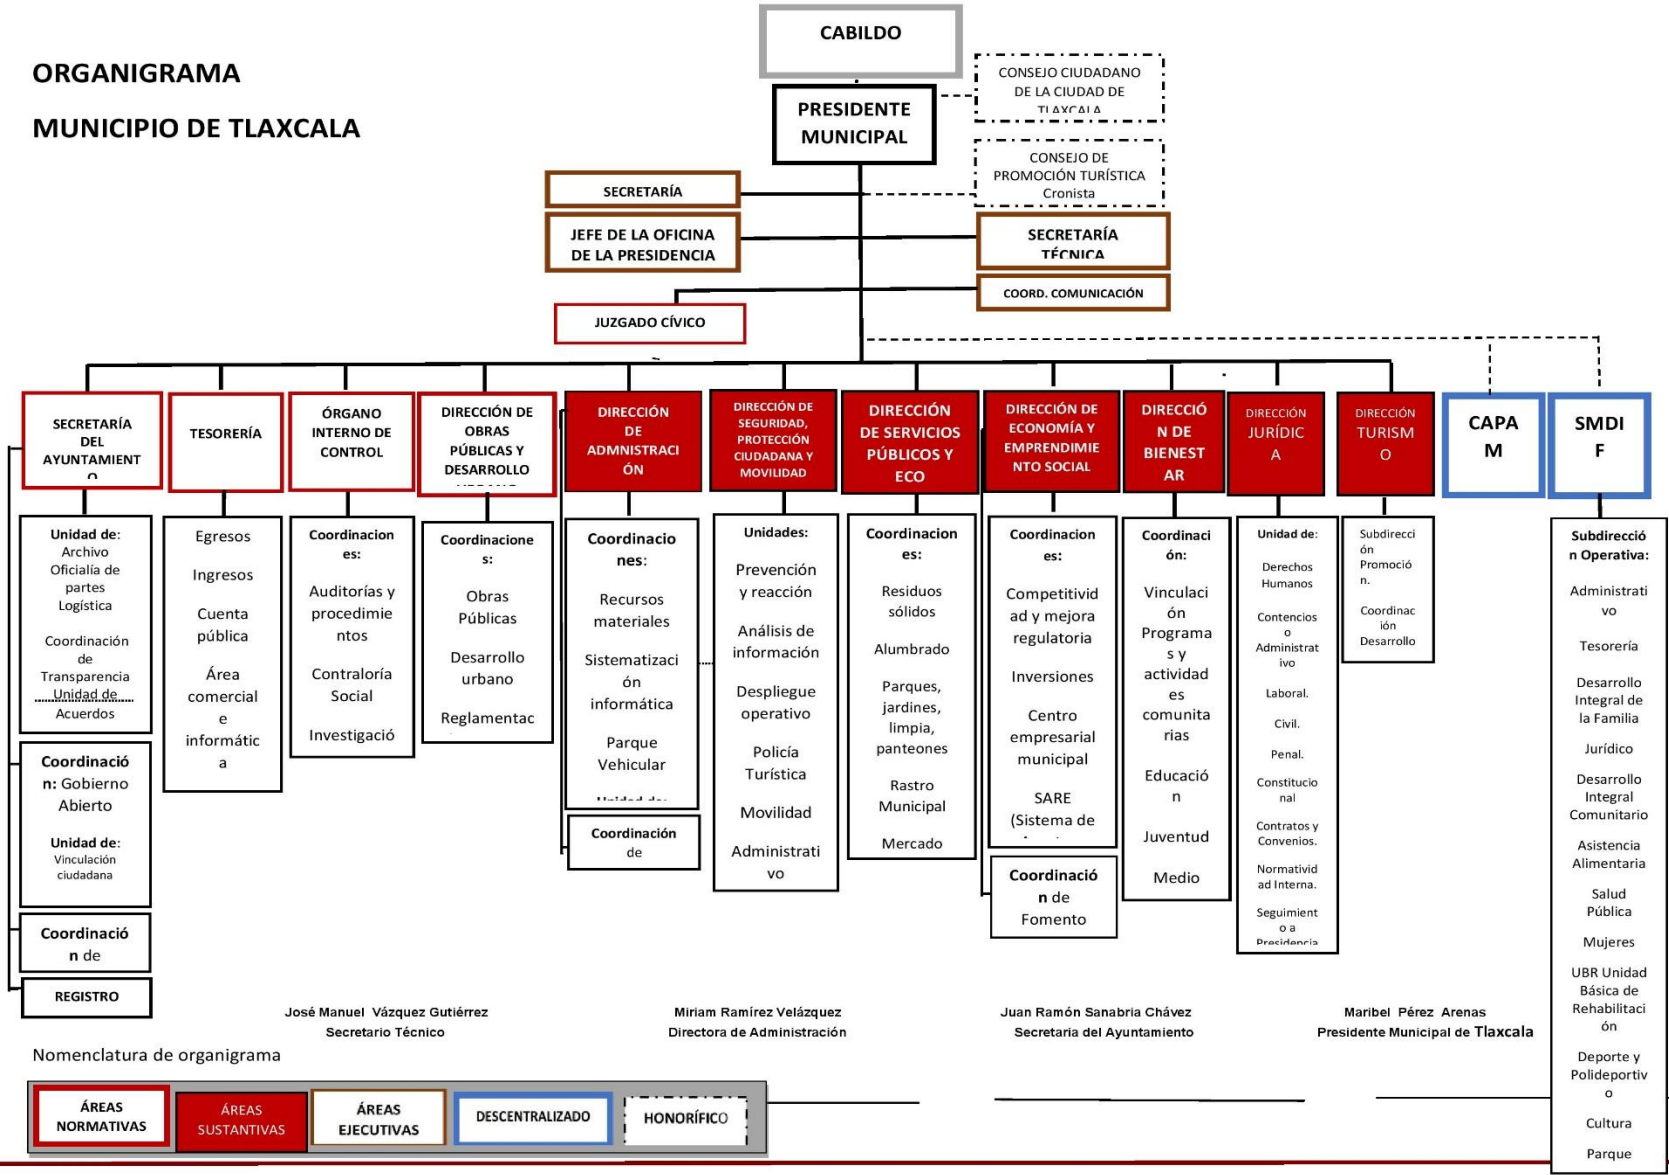 ORGANIGRAMA
MUNICIPIO DE TLAXCALA
CABILDO
PRESIDENTE
MUNICIPAL
CONSEJO CIUDADANO
DE LA CIUDAD DE
TLAXCALA
CONSEJO DE
PROMOCIÓN TURÍSTICA
Cronista
SECRETARÍA
JEFE DE LA OFICINA
DE LA PRESIDENCIA
SECRETARÍA
TÉCNICA
COORD. COMUNICACIÓN
JUZGADO CÍVICO
SECRETARÍA
DEL
AYUNTAMIENT
O
TESORERÍA
ÓRGANO
INTERNO DE
CONTROL
DIRECCIÓN DE
OBRAS
PÚBLICAS Y
DESARROLLO
DIRECCIÓN
DE
ADMNISTRACI
ÓN
DIRECCIÓN DE
SEGURIDAD,
PROTECCIÓN
CIUDADANA Y
MOVILIDAD
DIRECCIÓN
DE SERVICIOS
PÚBLICOS Y
ECO
DIRECCIÓN DE
ECONOMÍA Y
EMPRENDIMIE
NTO SOCIAL
DIRECCIÓ
N DE
BIENEST
AR
DIRECCIÓN
JURÍDIC
A
DIRECCIÓN
TURISM
O
CAPA
M
SMDI
F
Unidad de:
Archivo
Oficialía de
partes
Logística
Coordinación
de
Transparencia
Unidad de
Acuerdos
Coordinació
n: Gobierno
Abierto
Unidad de:
Vinculación
ciudadana
Coordinació
n de
REGISTRO
Egresos
Ingresos
Cuenta
pública
Área
comercial
e
informátic
a
Coordinacion
es:
Auditorías y
procedimie
ntos
Contraloría
Social
Investigació
Coordinacione
s:
Obras
Públicas
Desarrollo
urbano
Reglamentac
Coordinacio
nes:
Recursos
materiales
Sistematizaci
ón
informática
Parque
Vehicular
Unidad de:
Coordinación
de
Unidades:
Prevención
y reacción
Análisis de
información
Despliegue
operativo
Policía
Turística
Movilidad
Administrati
vo
Coordinacion
es:
Residuos
sólidos
Alumbrado
Parques,
jardines,
limpia,
panteones
Rastro
Municipal
Mercado
Coordinacion
es:
Competitivid
ad y mejora
regulatoria
Inversiones
Centro
empresarial
municipal
SARE
(Sistema de
Coordinació
n de
Fomento
Coordinaci
ón:
Vinculaci
ón
Programa
s y
actividad
es
comunita
rias
Educació
n
Juventud
Medio
Unidad de:
Derechos
Humanos
Contencios
o
Administrat
ivo
Laboral.
Civil.
Penal.
Constitucio
nal
Contratos y
Convenios.
Normativid
ad Interna.
Seguimient
o a
Presidencia
Subdirecci
ón
Promoció
n.
Coordinac
ión
Desarrollo
Subdirecció
n Operativa:
Administrati
vo
Tesorería
Desarrollo
Integral de
la Familia
Jurídico
Desarrollo
Integral
Comunitario
Asistencia
Alimentaria
Salud
Pública
Mujeres
UBR Unidad
Básica de
Rehabilitaci
ón
Deporte y
Polideportiv
o
Cultura
Parque
José Manuel Vázquez Gutiérrez
Secretario Técnico
Miriam Ramírez Velázquez
Directora de Administración
Juan Ramón Sanabria Chávez
Secretaria del Ayuntamiento
Maribel Pérez Arenas
Presidente Municipal de Tlaxcala
Nomenclatura de organigrama
ÁREAS
NORMATIVAS
ÁREAS
SUSTANTIVAS
ÁREAS
EJECUTIVAS
DESCENTRALIZADO
HONORÍFICO